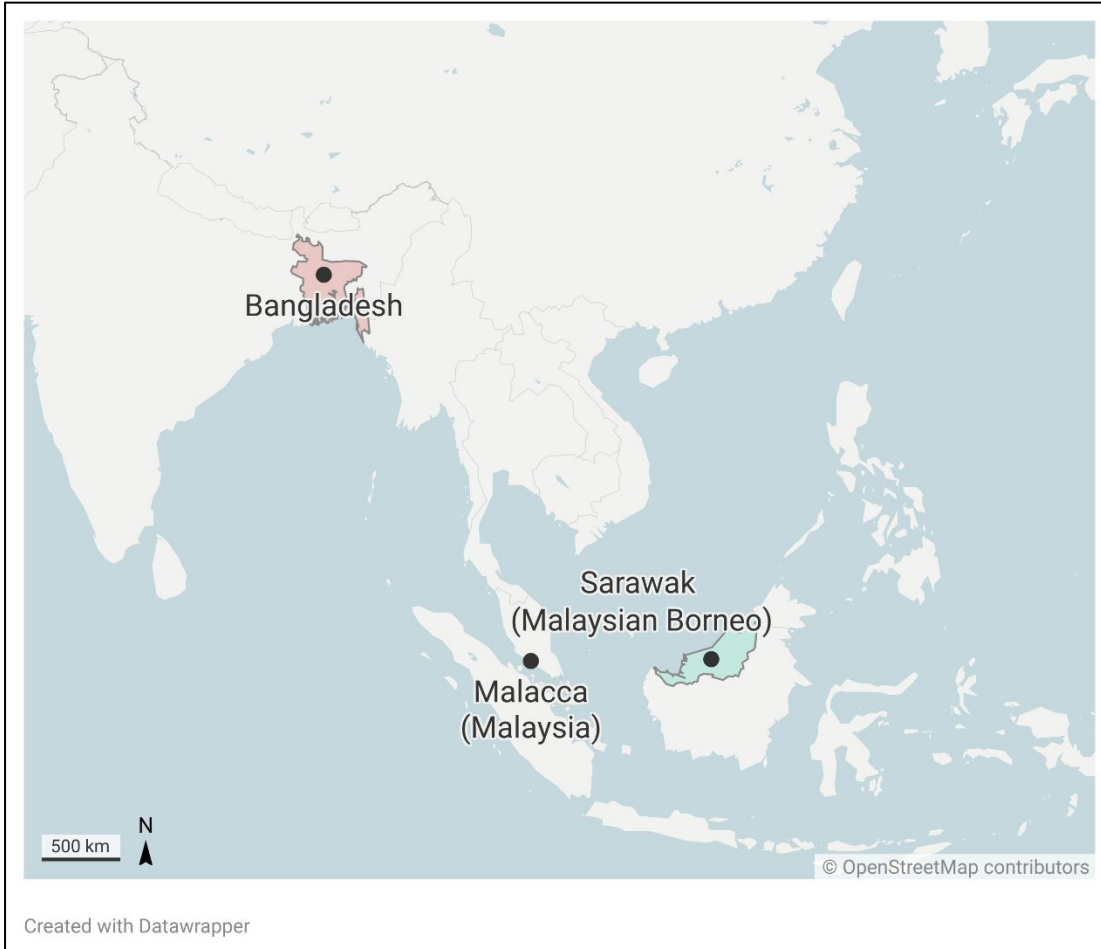 Bangladesh
Sarawak
(Malaysian Borneo)
Malacca
(Malaysia)
N
500 km
© OpenStreetMap contributors
Created with Datawrapper